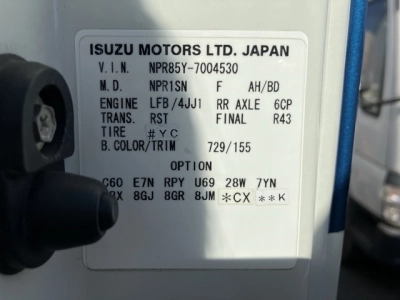 ISUZU MOTORS LTD. JAPAN
V.I.N. NPR85Y-7004530
M.D. NPR1SN F AH/BD
ENGINE LFB/4JJ1 RR AXLE 6CP
TRANS. RST FINAL R43
TIRE #YC
B.COLOR/TRIM 729/155
OPTION
C60 E7N RPY U69 28W 7YN
8GJ 8GR 8JM *CX **K